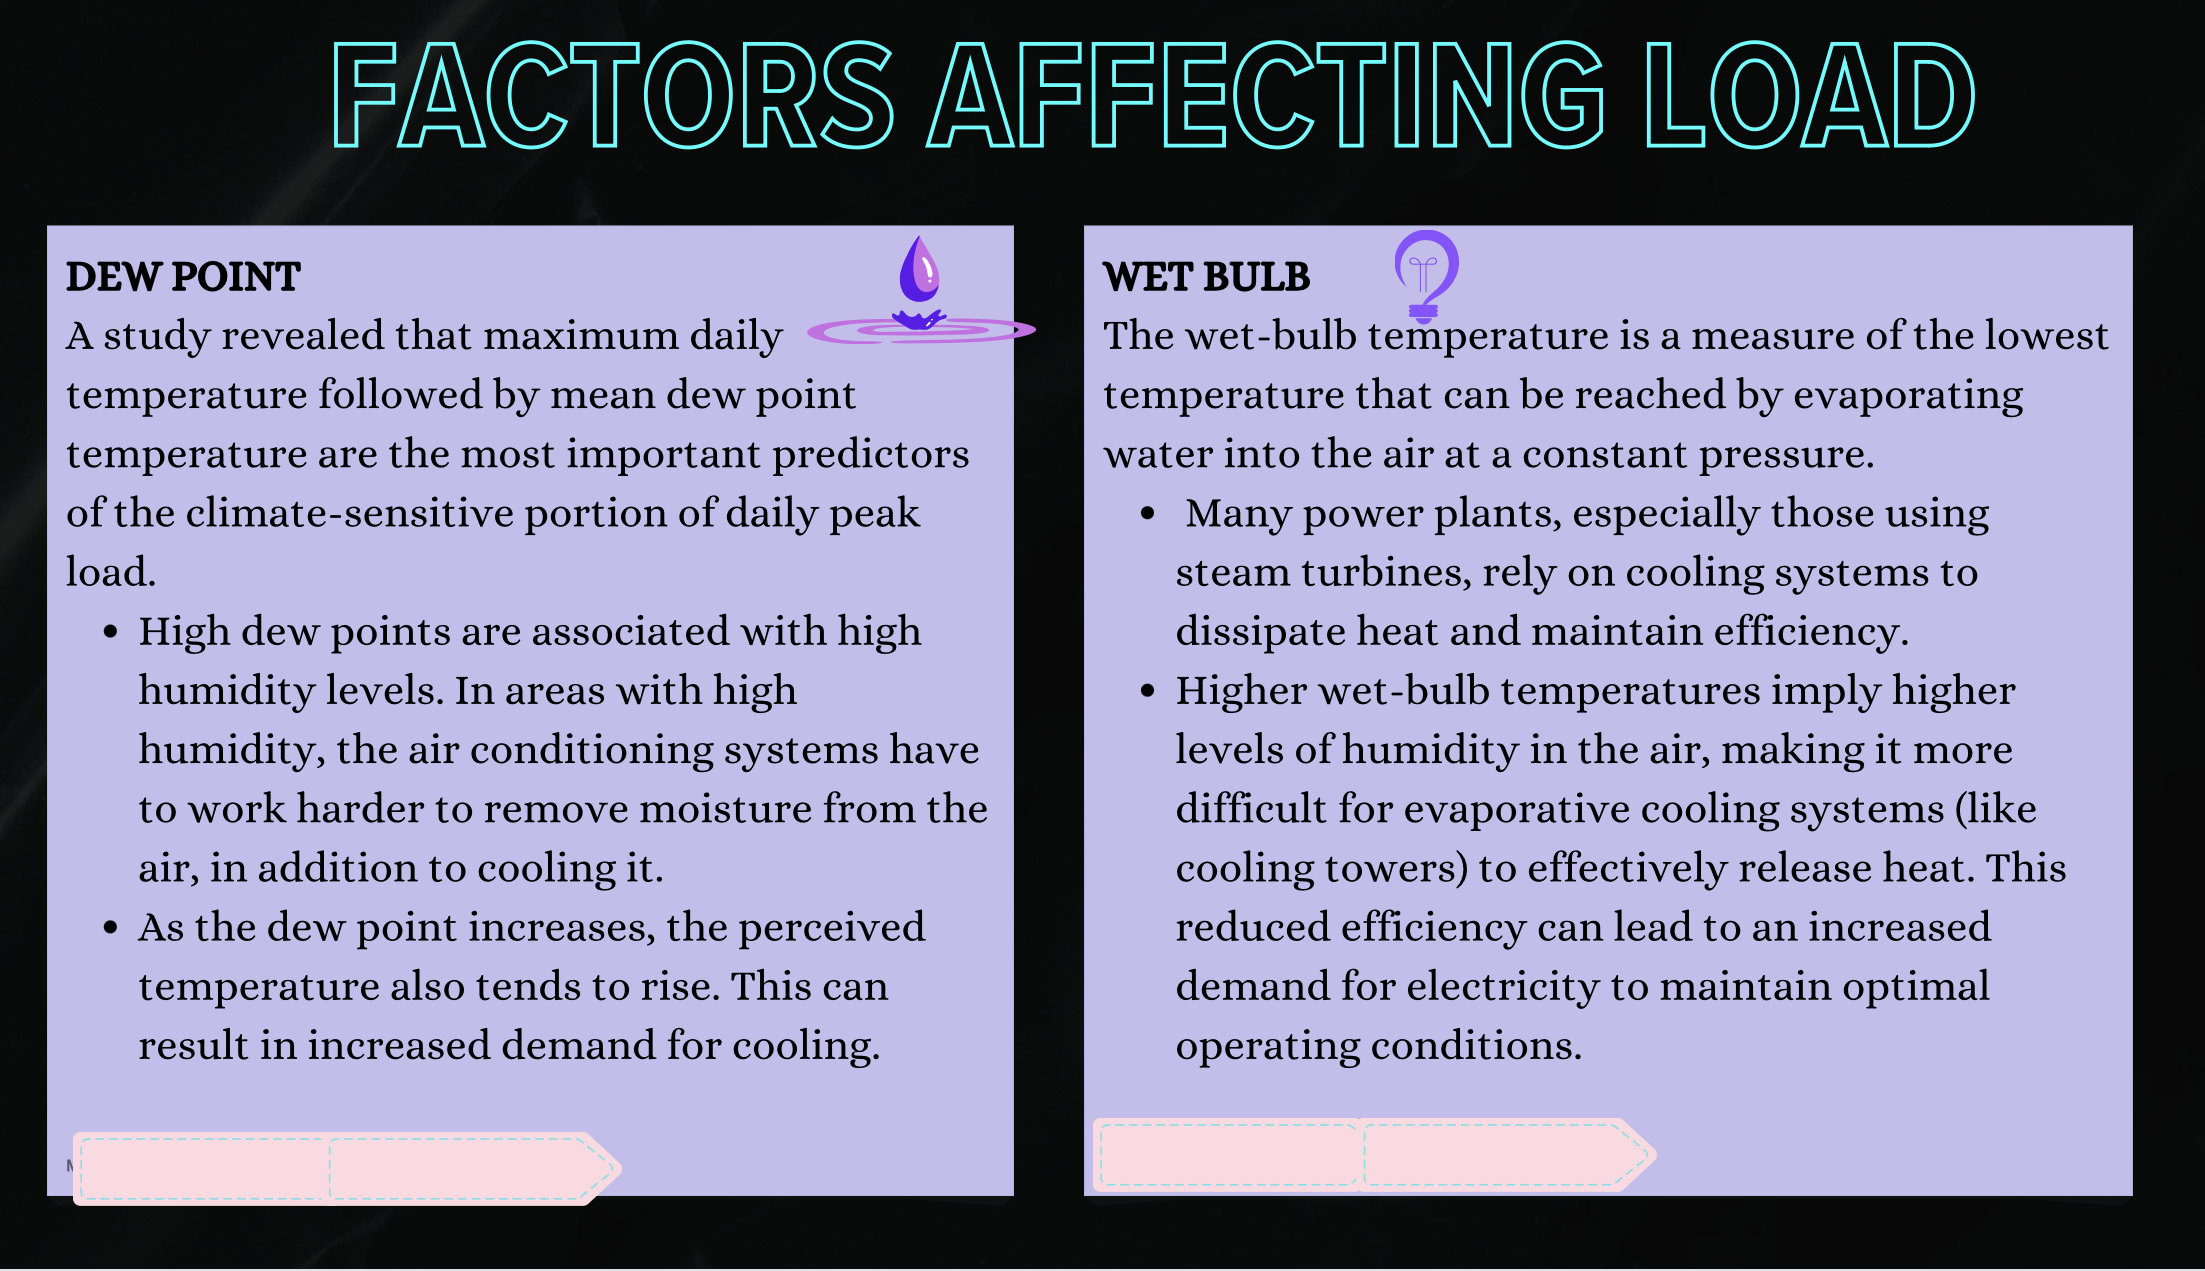 FACTORS AFFECTING LOAD
DEW POINT
A study revealed that maximum daily
temperature followed by mean dew point
temperature are the most important predictors
of the climate-sensitive portion of daily peak
load.
• High dew points are associated with high
humidity levels. In areas with high
humidity, the air conditioning systems have
to work harder to remove moisture from the
air, in addition to cooling it.
• As the dew point increases, the perceived
temperature also tends to rise. This can
result in increased demand for cooling.
WET BULB
The wet-bulb temperature is a measure of the lowest
temperature that can be reached by evaporating
water into the air at a constant pressure.
• Many power plants, especially those using
steam turbines, rely on cooling systems to
dissipate heat and maintain efficiency.
• Higher wet-bulb temperatures imply higher
levels of humidity in the air, making it more
difficult for evaporative cooling systems (like
cooling towers) to effectively release heat. This
reduced efficiency can lead to an increased
demand for electricity to maintain optimal
operating conditions.